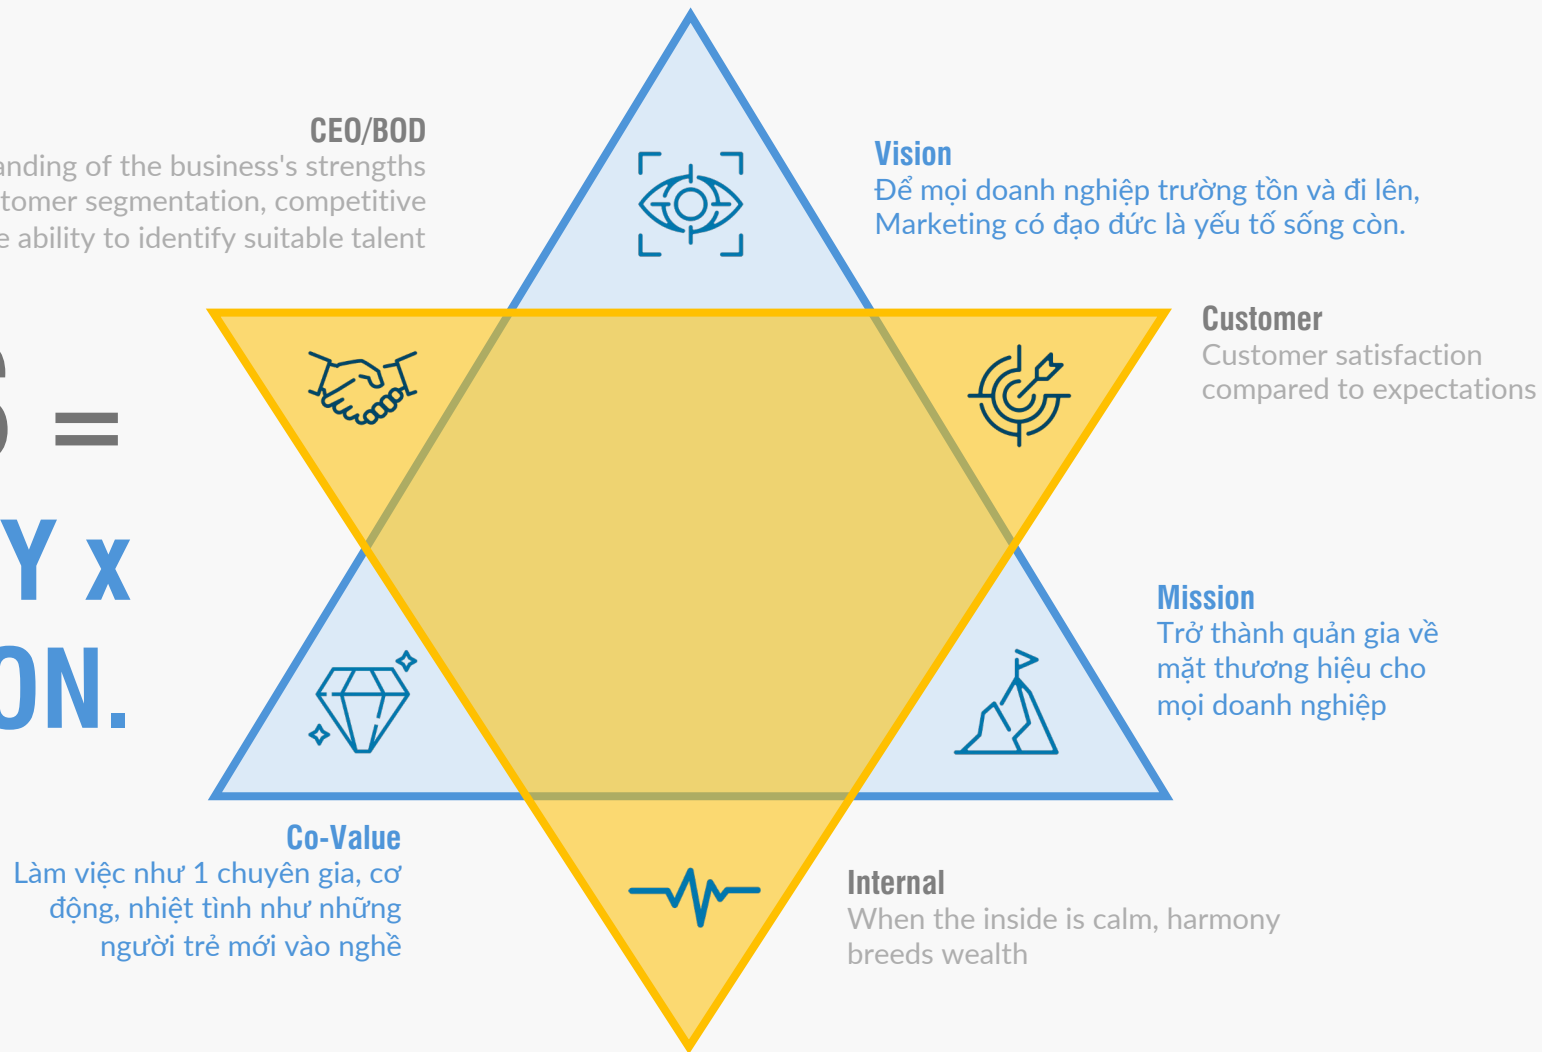 CEO/BOD
of the business's strengths
segmentation, competitive
ability to identify suitable talent
Vision
Để mọi doanh nghiệp trường tồn và đi lên,
Marketing có đạo đức là yếu tố sống còn.
Customer
Customer satisfaction
compared to expectations
=
Y x
ON.
Mission
Trở thành quản gia về
mặt thương hiệu cho
mọi doanh nghiệp
Co-Value
Làm việc như 1 chuyên gia, cơ
động, nhiệt tình như những
người trẻ mới vào nghề
Internal
When the inside is calm, harmony
breeds wealth